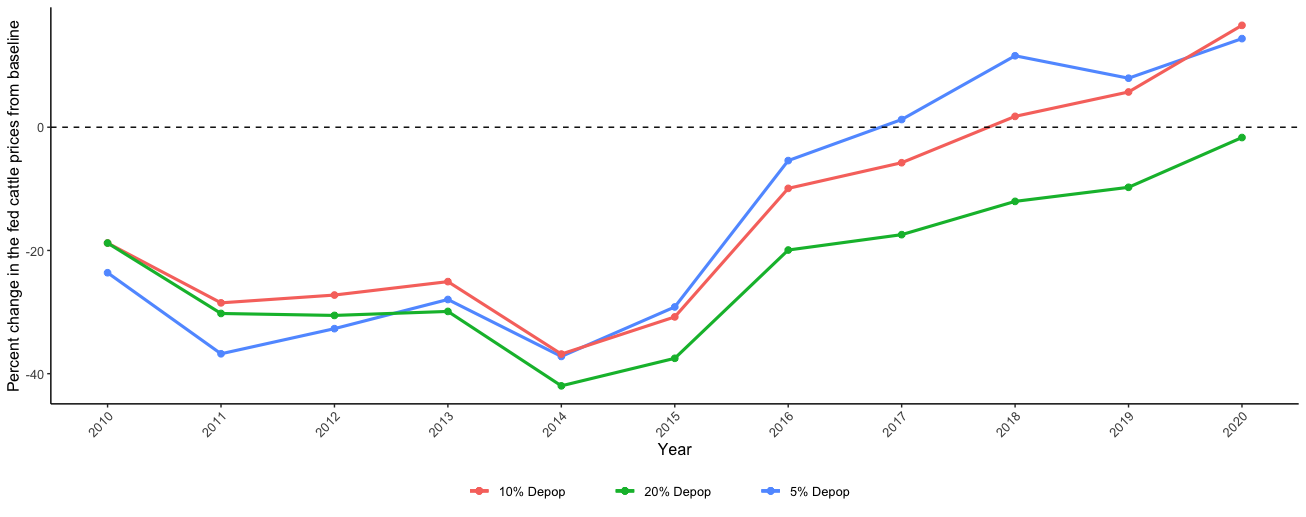 Percent change in the fed cattle prices from baseline
0
-20
-40
2010
2011
2012
2013
2014
2015
2016
2017
2018
2019
2020
Year
10% Depop
20% Depop
5% Depop